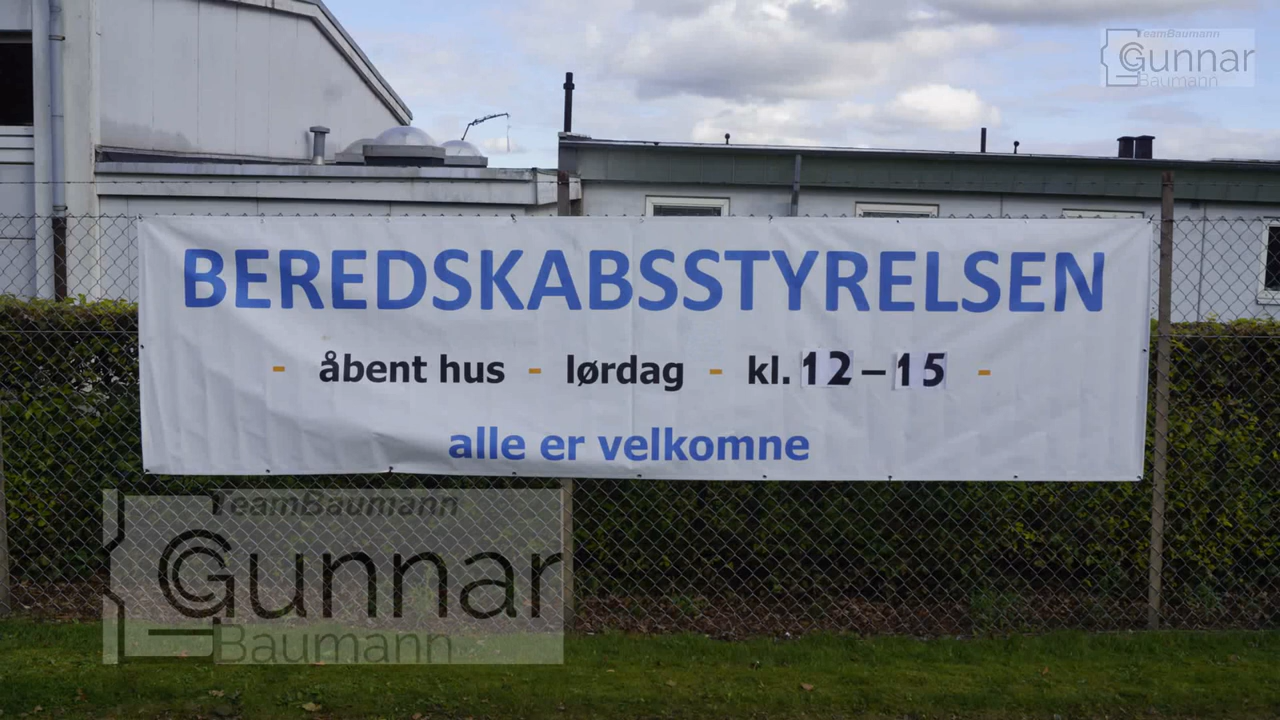 TeamBaumann
Gunnar
Baumann
BEREDSKABSSTYRELSEN
- åbent hus - lørdag - kl. 12-15 -
alle er velkomne
TeamBaumann
Gunnar
Baumann